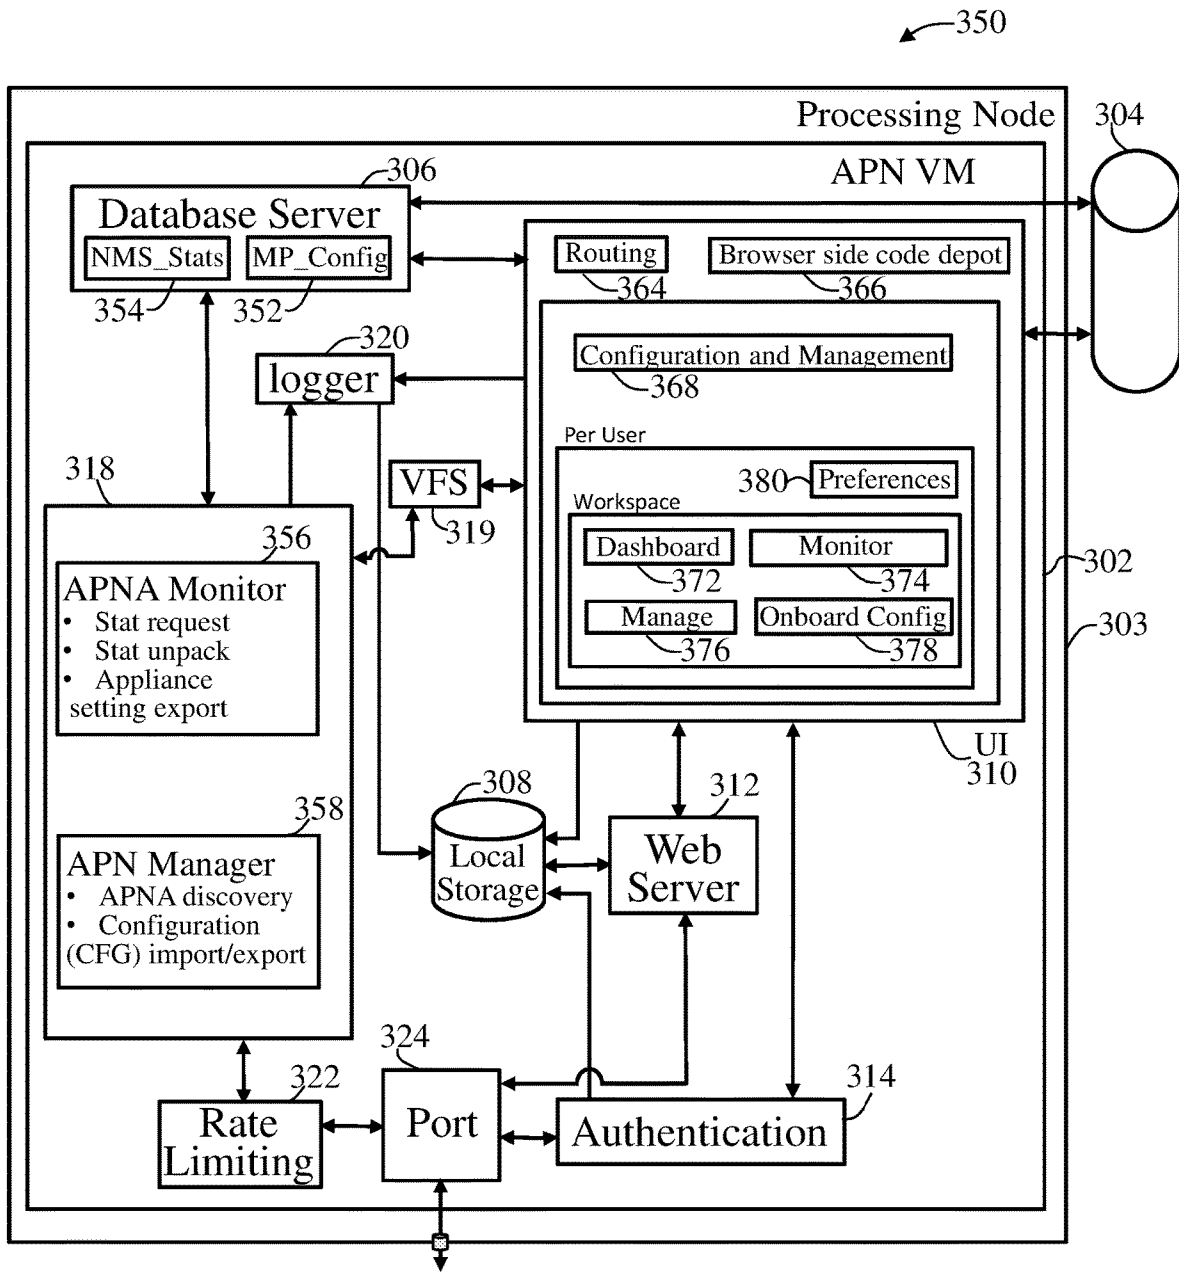 350
Processing Node
304
APN VM
306
Database Server
NMS_Stats
MP_Config
354
352
Routing
364
Browser side code depot
366
320
logger
Configuration and Management
368
Per User
318
VFS
319
380
Preferences
Workspace
356
APNA Monitor
• Stat request
• Stat unpack
• Appliance
setting export
Dashboard
372
Monitor
374
302
Manage
376
Onboard Config
378
303
UI
310
308
Local
Storage
312
Web
Server
358
APN Manager
• APNA discovery
• Configuration
(CFG) import/export
324
Port
322
Rate
Limiting
314
Authentication